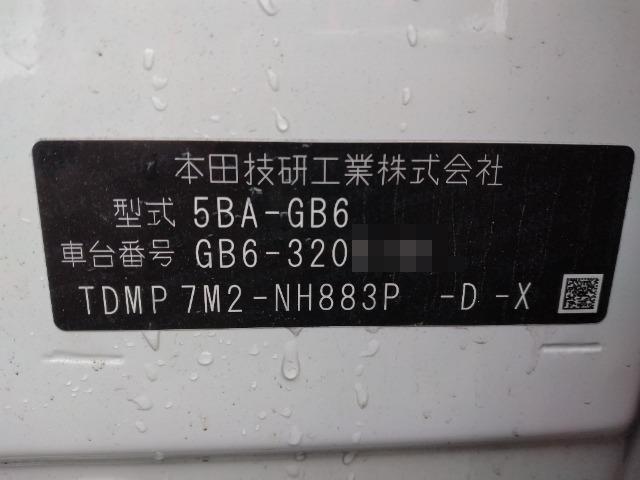 本田技研工業株式会社
型式 5BA-GB6
車台番号 GB6-320
TDMP 7M2-NH883P -D -X